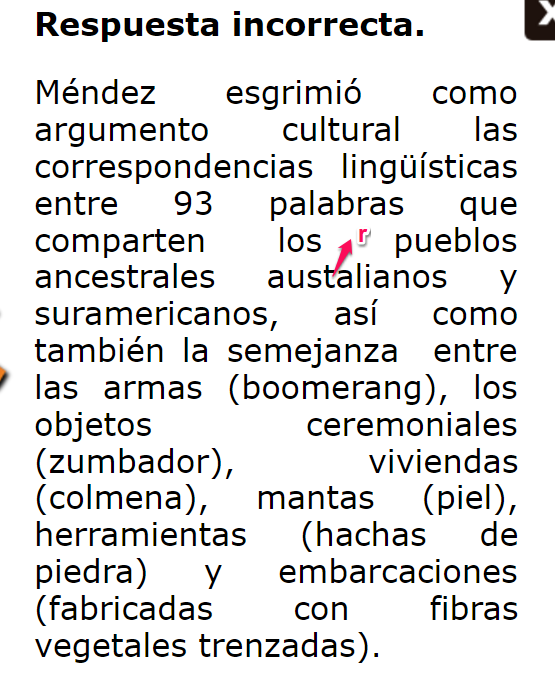 Respuesta incorrecta.
Méndez esgrimió como
argumento cultural las
correspondencias lingüísticas
entre 93 palabras que
comparten los r pueblos
ancestrales austalianos y
suramericanos, así como
también la semejanza entre
las armas (boomerang), los
objetos ceremoniales
(zumbador), viviendas
(colmena), mantas (piel),
herramientas (hachas de
piedra) y embarcaciones
(fabricadas con fibras
vegetales trenzadas).